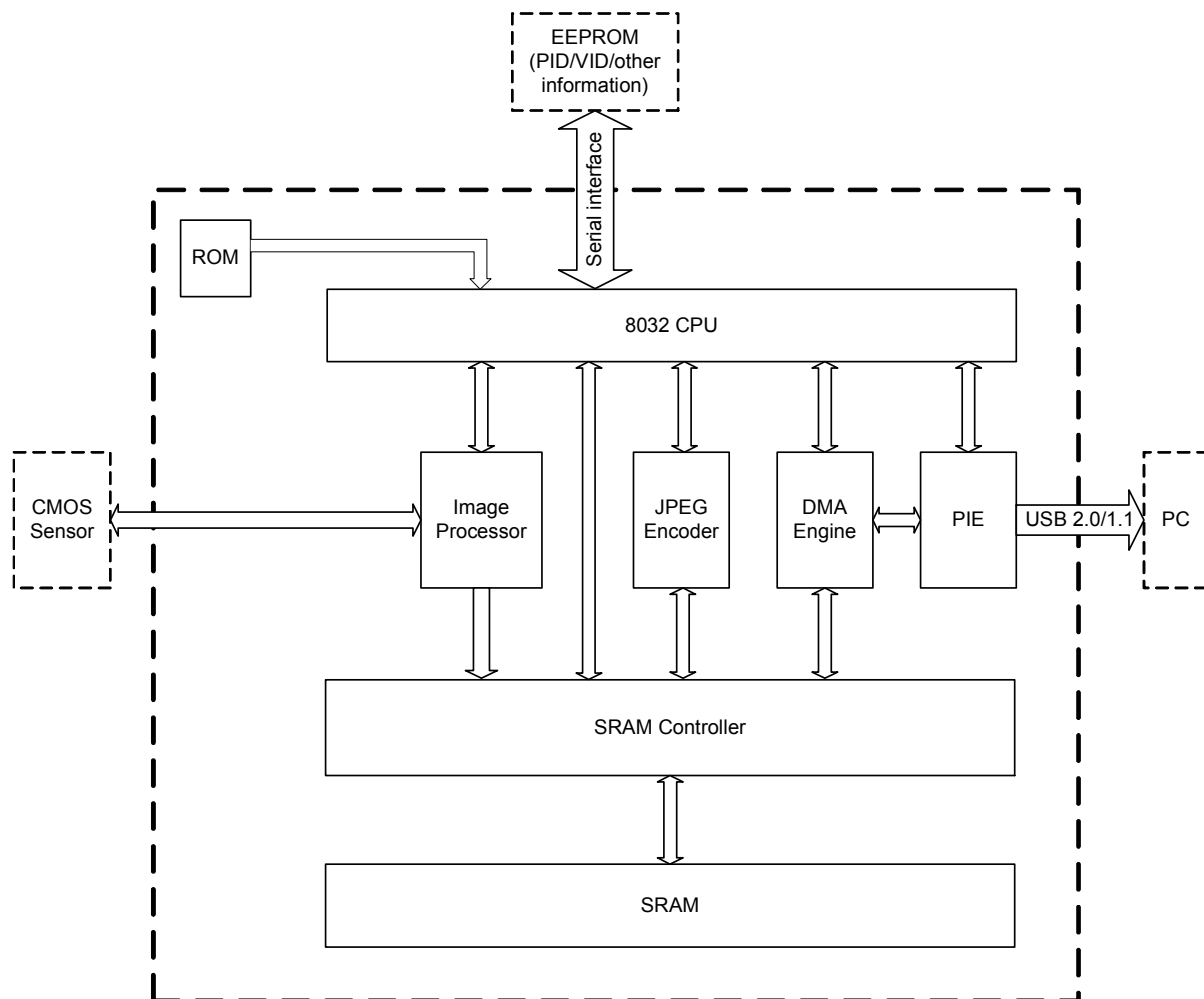 EEPROM
(PID/VID/other
information)
Serial interface
ROM
8032 CPU
CMOS
Sensor
Image
Processor
JPEG
Encoder
DMA
Engine
PIE
USB 2.0/1.1
PC
SRAM Controller
SRAM